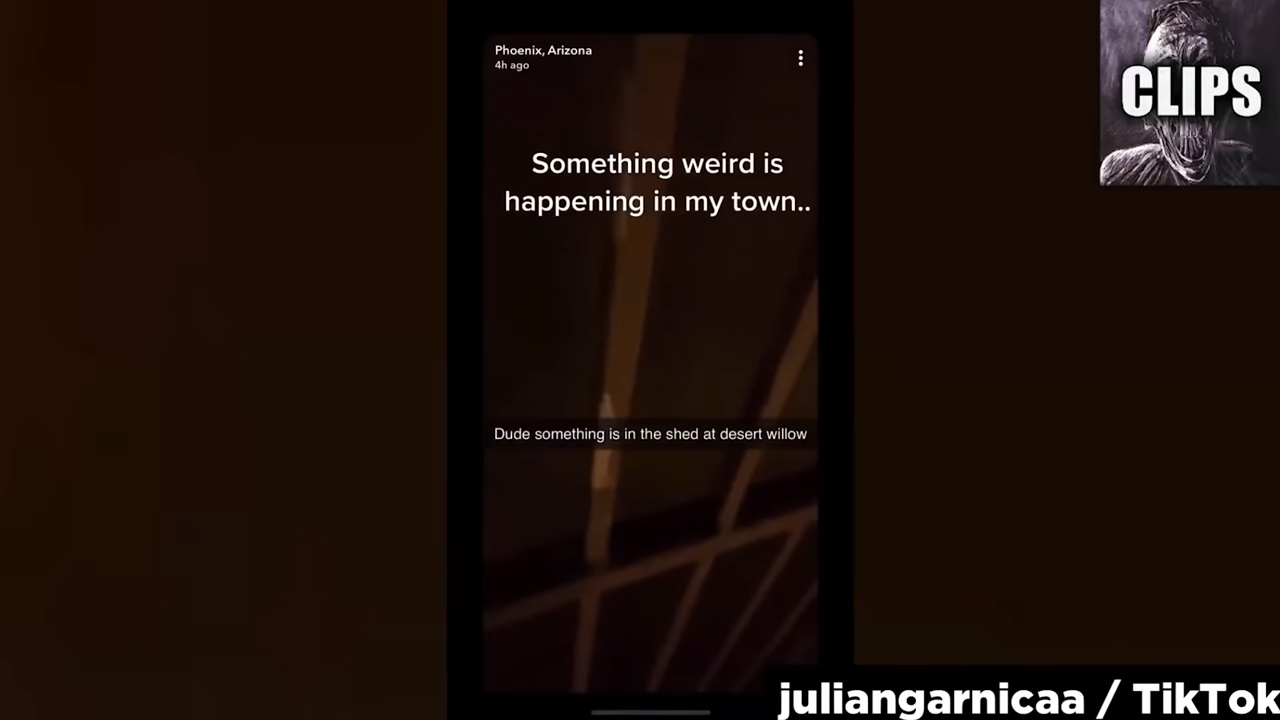 Phoenix, Arizona
4h ago
CLIPS
Something weird is
happening in my town..
Dude something is in the shed at desert willow
juliangarnicaa / TikTok